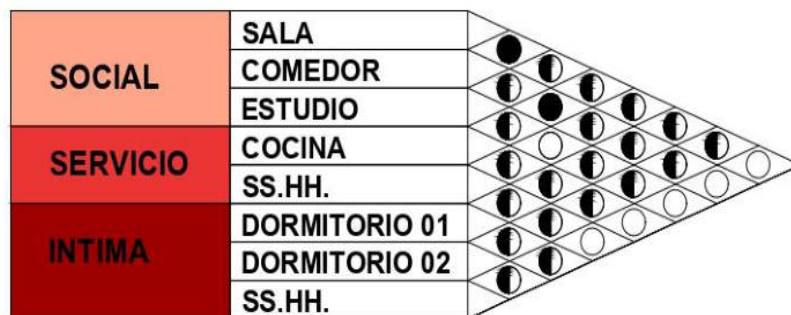 SOCIAL
SALA
COMEDOR
ESTUDIO
SERVICIO
COCINA
SS.HH.
INTIMA
DORMITORIO 01
DORMITORIO 02
SS.HH.